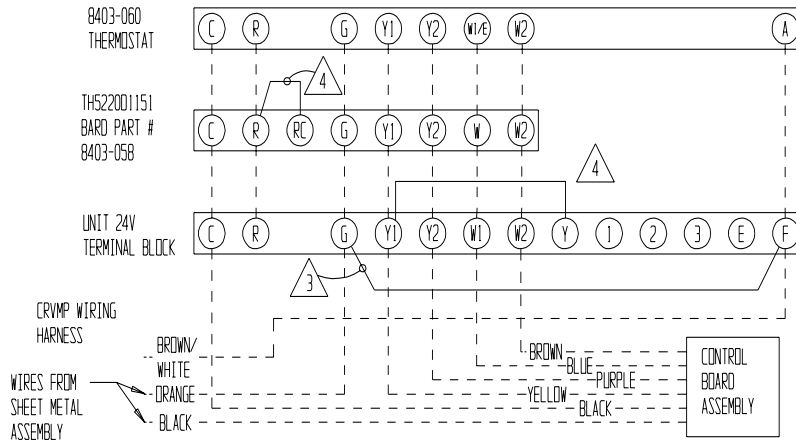 8403-060
THERMOSTAT
C R G Y1 Y2 W1/E W2 A
4
TH5220D1151
BARD PART #
8403-058
C R RC G Y1 Y2 W W2
4
UNIT 24V
TERMINAL BLOCK
C R G Y1 Y2 W1 W2 Y 1 2 3 E F
3
CRVMP WIRING
HARNESS
BROWN/
WHITE
BROWN
BLUE
PURPLE
YELLOW
BLACK
CONTROL
BOARD
ASSEMBLY
WIRES FROM
SHEET METAL
ASSEMBLY
ORANGE
BLACK